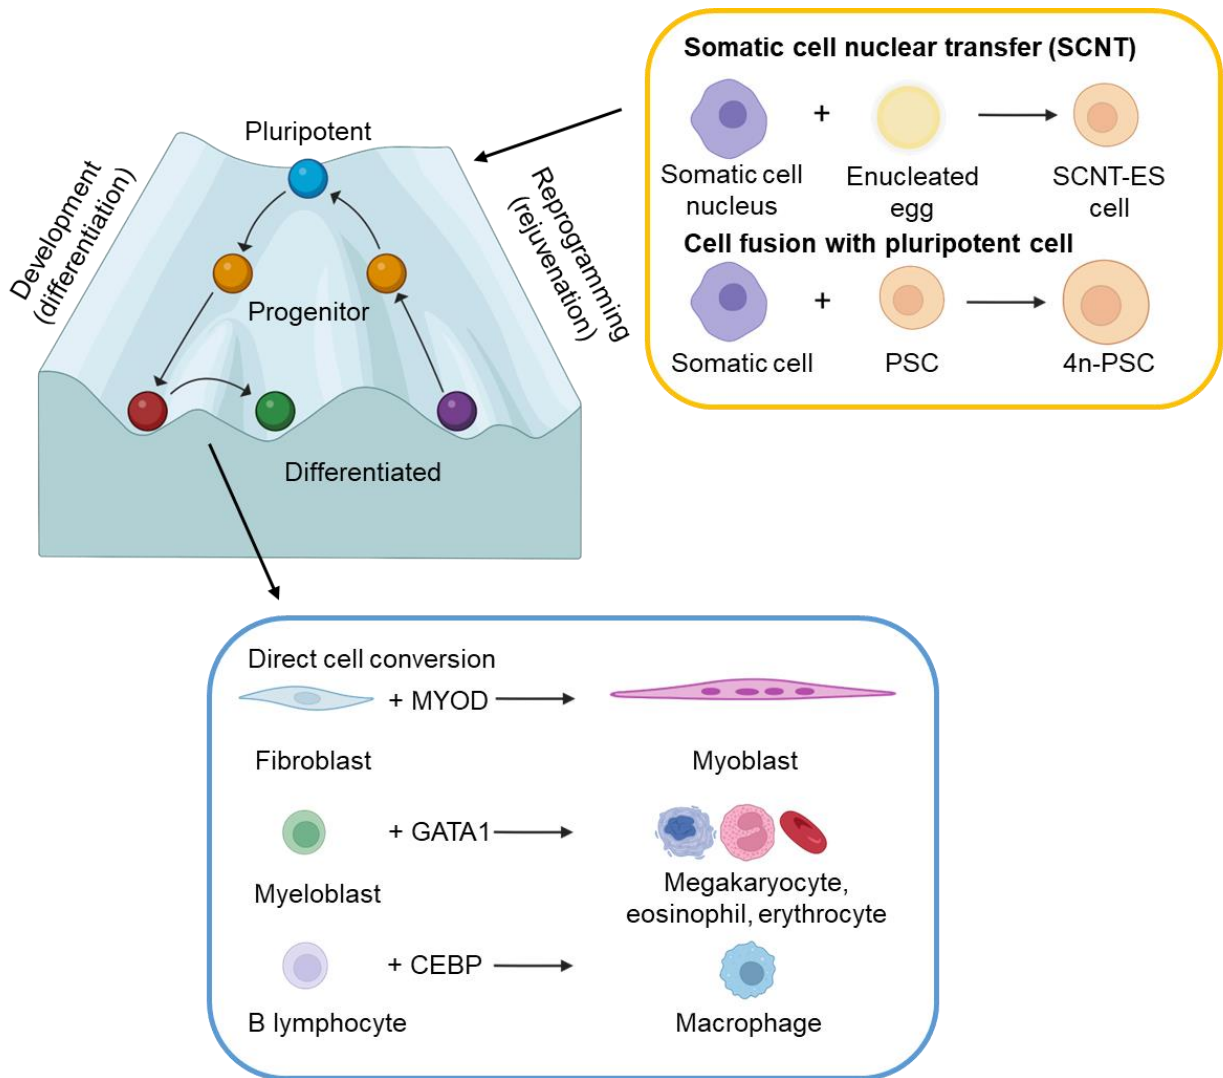 Pluripotent
Development
(differentiation)
Reprogramming
(rejuvenation)
Progenitor
Differentiated
Somatic cell nuclear transfer (SCNT)
+
Somatic cell
nucleus
Enucleated
egg
SCNT-ES
cell
Cell fusion with pluripotent cell
+
Somatic cell
PSC
4n-PSC
Direct cell conversion
+ MYOD
Fibroblast
Myoblast
+ GATA1
Myeloblast
Megakaryocyte,
eosinophil, erythrocyte
+ CEBP
B lymphocyte
Macrophage